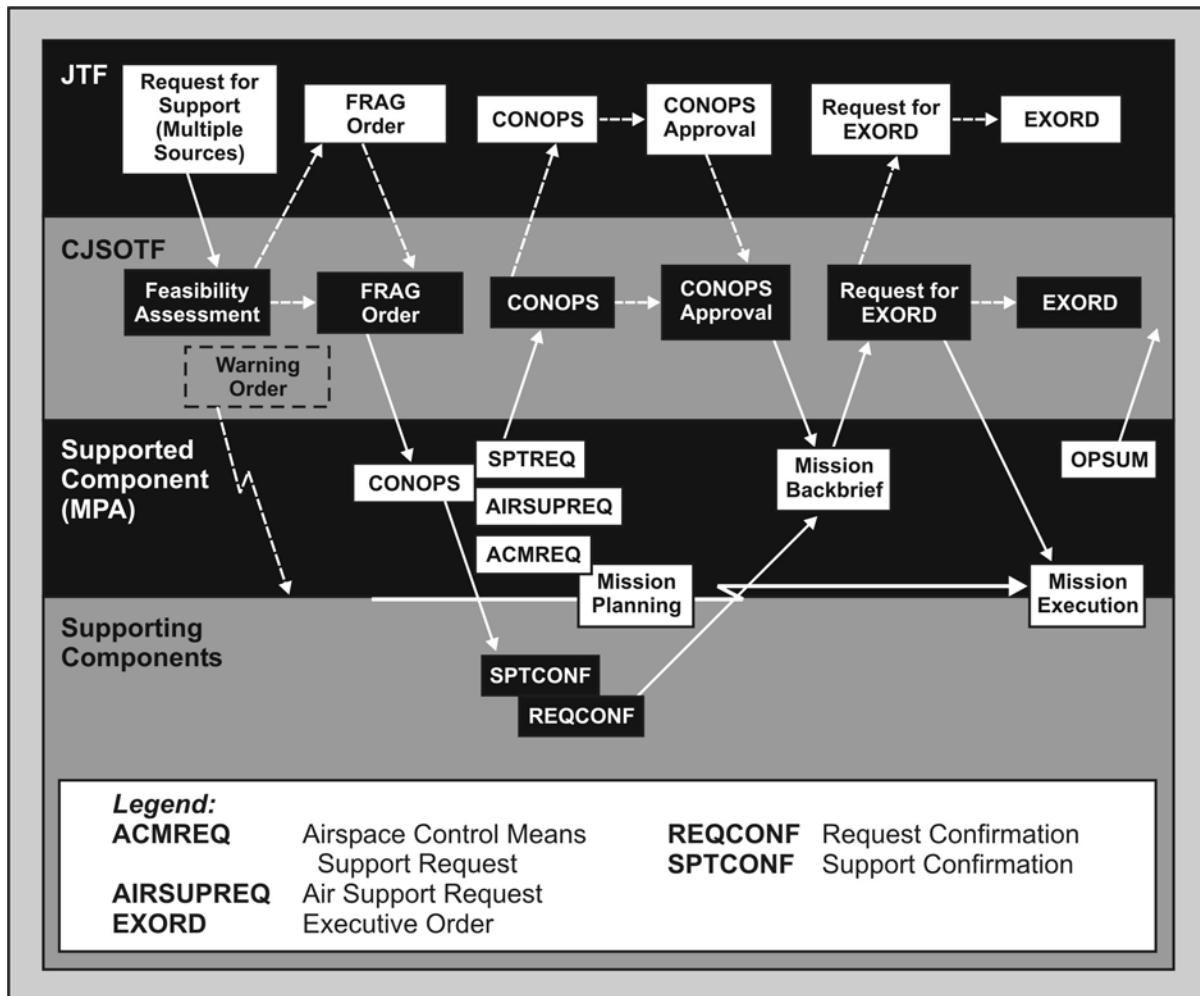 JTF
Request for
Support
(Multiple
Sources)
FRAG
Order
CONOPS
CONOPS
Approval
Request for
EXORD
EXORD
CJSOTF
Feasibility
Assessment
FRAG
Order
CONOPS
CONOPS
Approval
Request for
EXORD
EXORD
Warning
Order
Supported
Component
(MPA)
CONOPS
SPTREQ
AIRSUPREQ
ACMREQ
Mission
Planning
Mission
Backbrief
OPSUM
Mission
Execution
Supporting
Components
SPTCONF
REQCONF
Legend:
ACMREQ Airspace Control Means
Support Request
AIRSUPREQ Air Support Request
EXORD Executive Order
REQCONF Request Confirmation
SPTCONF Support Confirmation